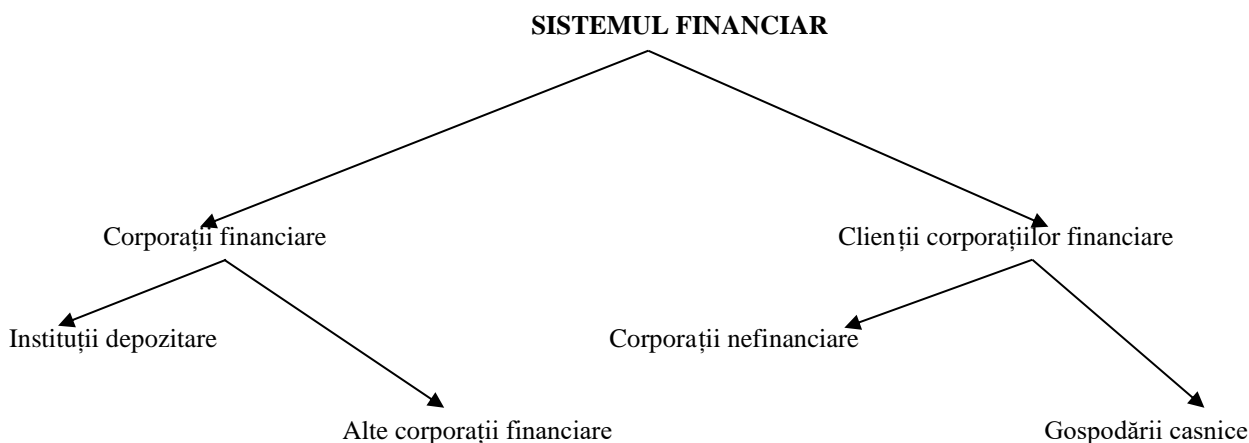 SISTEMUL FINANCIAR
Corporații financiare
Clienții corporațiilor financiare
Instituții depozitare
Corporații nefinanciare
Alte corporații financiare
Gospodării casnice